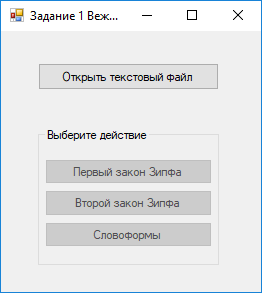 Задание 1 Веж...
Открыть текстовый файл
Выберите действие
Первый закон Зипфа
Второй закон Зипфа
Словоформы